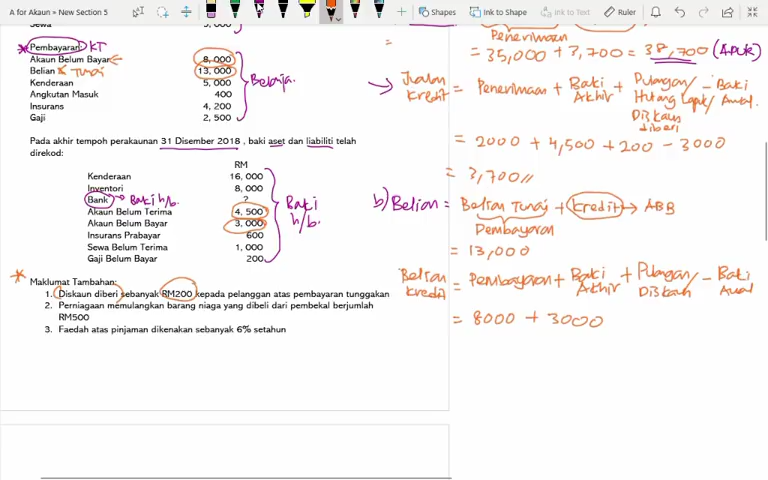 A for Akaun > New Section 5
Shapes
Ink to Shape
Ink to Text
Ruler
Pembayaran: KT
Akaun Belum Bayar 8, 000
Belian Tunai 13, 000
Kenderaan 5, 000
Angkutan Masuk 400
Insurans 4, 200
Gaji 2, 500
Belanja.
Pada akhir tempoh perakaunan 31 Disember 2018 , baki aset dan liabiliti telah
direkod:
RM
Kenderaan 16, 000
Inventori 8, 000
Bank Baki h/b. ?
Akaun Belum Terima 4, 500
Akaun Belum Bayar 3, 000
Insurans Prabayar 600
Sewa Belum Terima 1, 000
Gaji Belum Bayar 200
Baki
h/b.
Maklumat Tambahan:
1. Diskaun diberi sebanyak RM200 kepada pelanggan atas pembayaran tunggakan
2. Perniagaan memulangkan barang niaga yang dibeli dari pembekal berjumlah
RM500
3. Faedah atas pinjaman dikenakan sebanyak 6% setahun
Penerimaan
=
= 35,000 + 3,700 = 38,700 (APUR)
Jualan
Kredit = Penerimaan + Baki
Akhir + Pulangan/
Hutang Lapuk/
Diskaun
diberi - Baki
Awal.
= 2000 + 4,500 + 200 - 3000
= 3,700 //
b) Belian = Belian Tunai + kredit → ABB
Pembayaran
= 13,000
Belian
Kredit = Pembayaran + Baki
Akhir + Pulangan/
Diskaun - Baki
Awal
= 8000 + 3000